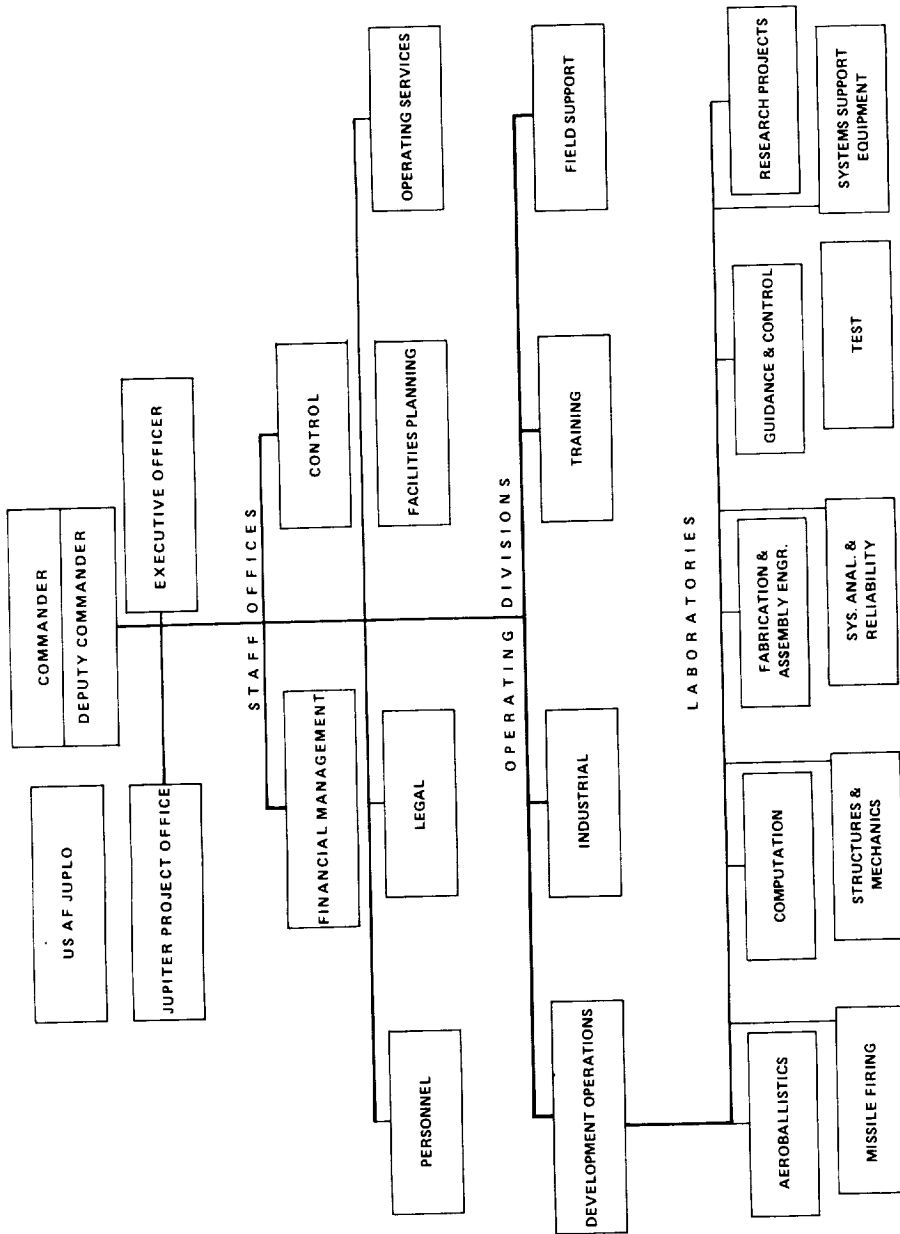 COMMANDER
DEPUTY COMMANDER
US AF JUPLO
EXECUTIVE OFFICER
JUPITER PROJECT OFFICE
STAFF OFFICES
FINANCIAL MANAGEMENT
CONTROL
PERSONNEL
LEGAL
FACILITIES PLANNING
OPERATING SERVICES
OPERATING DIVISIONS
DEVELOPMENT OPERATIONS
INDUSTRIAL
TRAINING
FIELD SUPPORT
LABORATORIES
AEROBALLISTICS
COMPUTATION
FABRICATION &
ASSEMBLY ENGR.
GUIDANCE & CONTROL
RESEARCH PROJECTS
MISSILE FIRING
STRUCTURES &
MECHANICS
SYS. ANAL. &
RELIABILITY
TEST
SYSTEMS SUPPORT
EQUIPMENT